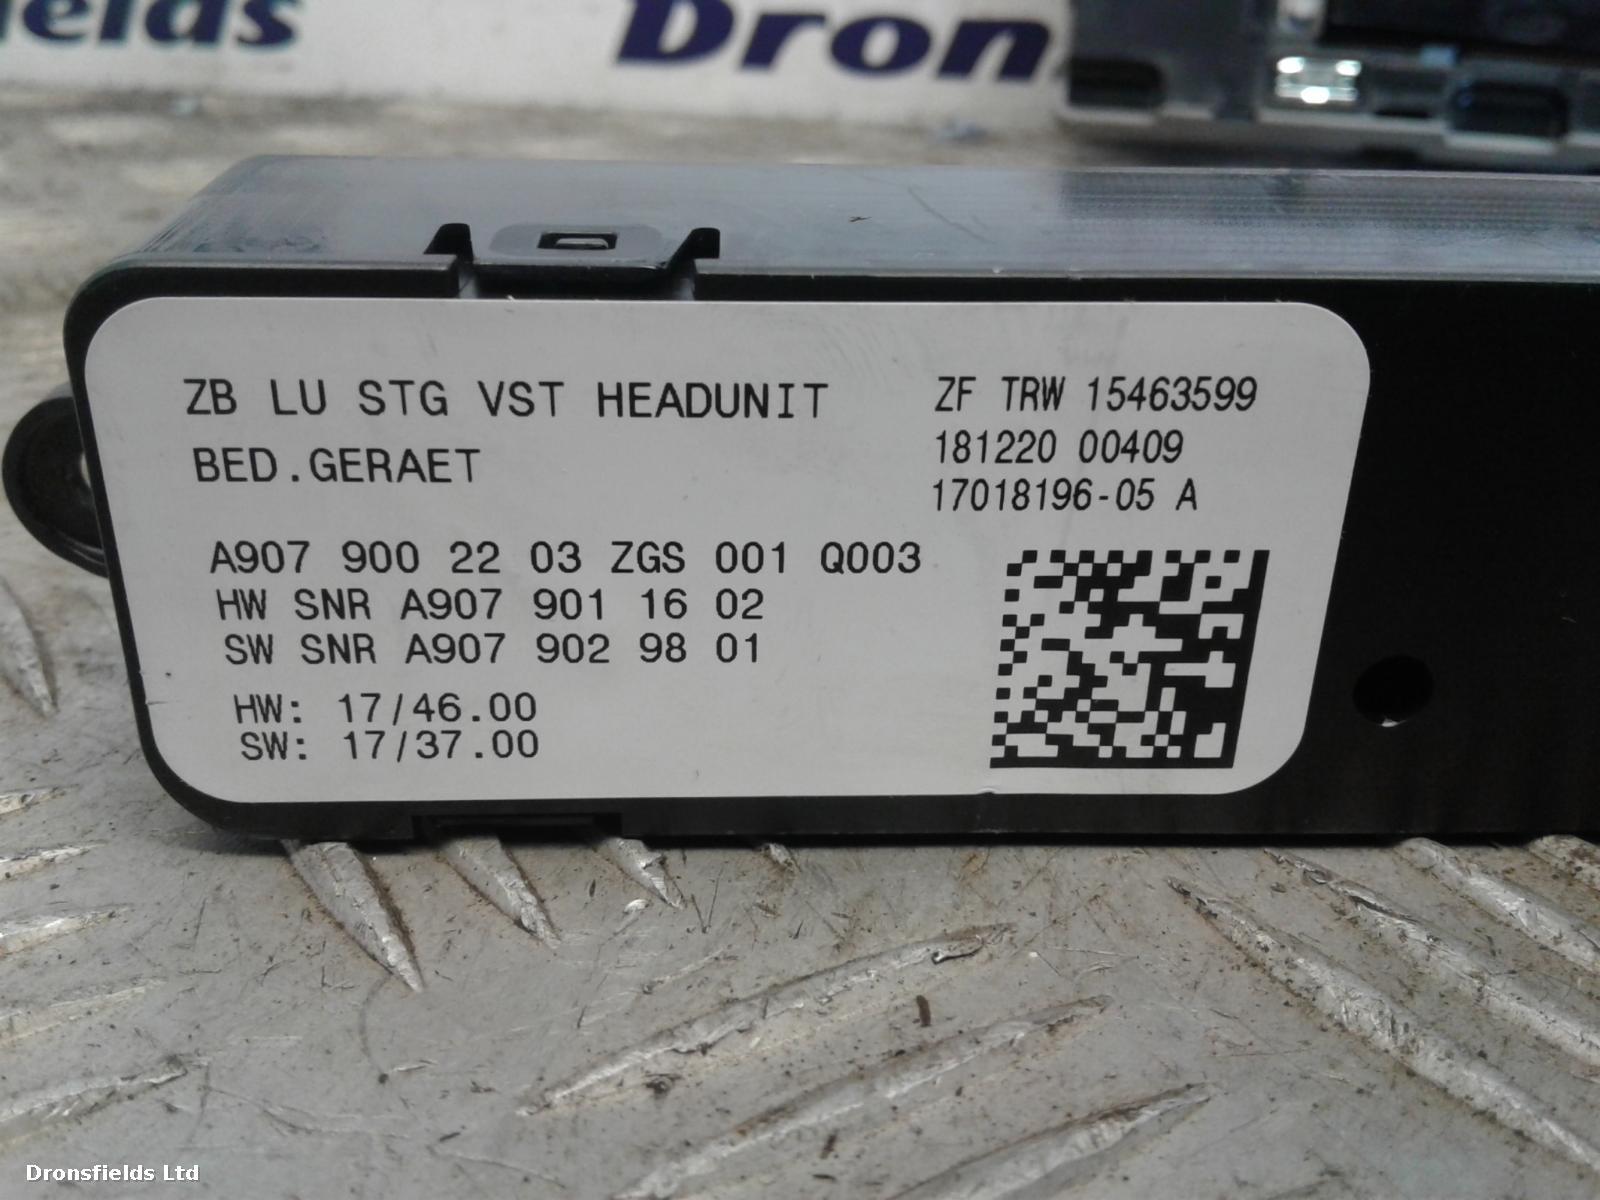 ields
Dron
ZB LU STG VST HEADUNIT
BED.GERAET
ZF TRW 15463599
181220 00409
17018196-05 A
A907 900 22 03 ZGS 001 Q003
HW SNR A907 901 16 02
SW SNR A907 902 98 01
HW: 17/46.00
SW: 17/37.00
Dronsfields Ltd